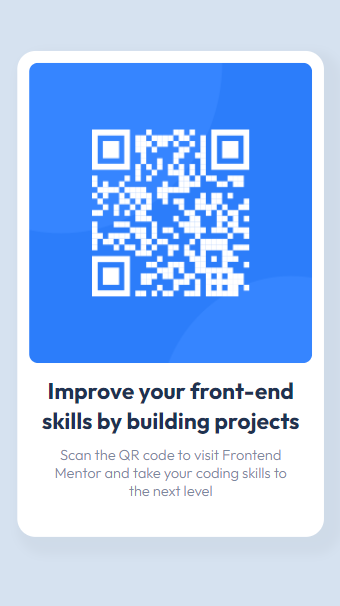 Improve your front-end
skills by building projects
Scan the QR code to visit Frontend
Mentor and take your coding skills to
the next level